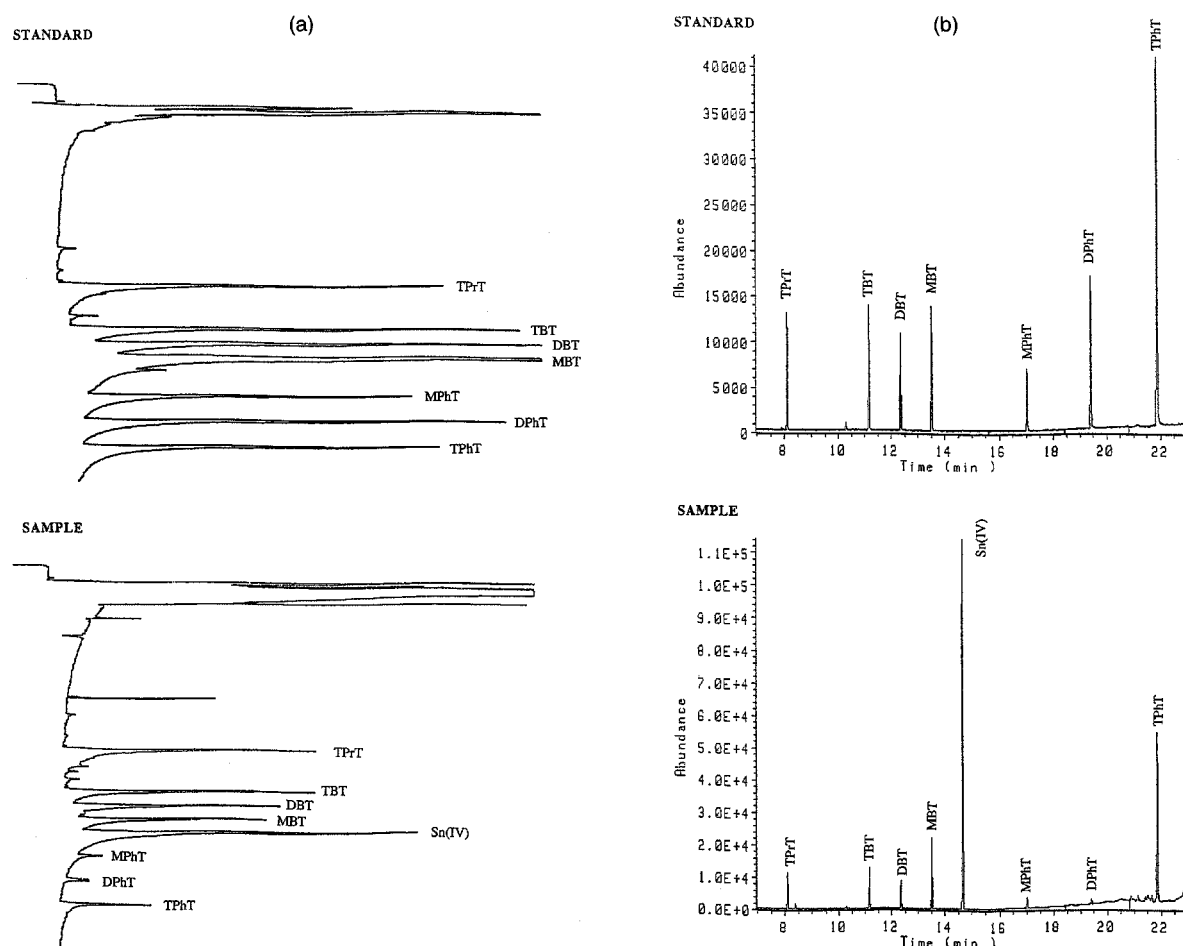 (a)
STANDARD
TPrT
TBT
DBT
MBT
MPhT
DPhT
TPhT
SAMPLE
TPrT
TBT
DBT
MBT
Sn(IV)
MPhT
DPhT
TPhT
(b)
STANDARD
Abundance
40000
35000
30000
25000
20000
15000
10000
5000
0
TPrT
TBT
DBT
MBT
MPhT
DPhT
TPhT
8 10 12 14 16 18 20 22
Time (min )
SAMPLE
Abundance
1.1E+5
1.0E+5
9.0E+4
8.0E+4
7.0E+4
6.0E+4
5.0E+4
4.0E+4
3.0E+4
2.0E+4
1.0E+4
0.0E+0
TPrT
TBT
DBT
MBT
Sn(IV)
MPhT
DPhT
TPhT
8 10 12 14 16 18 20 22
Time (min )